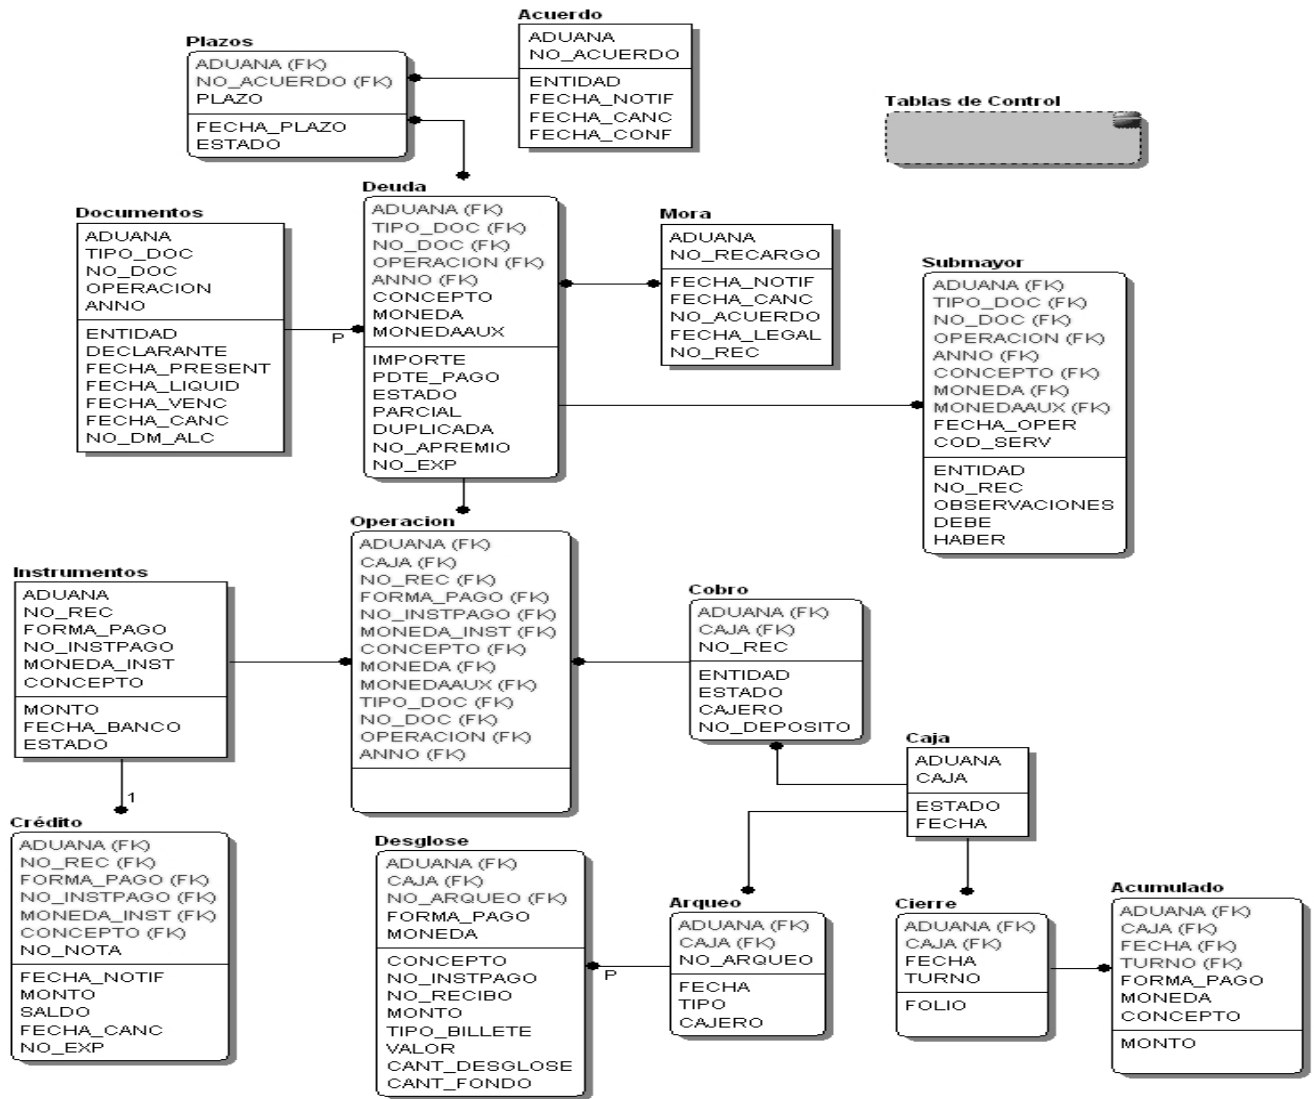 Acuerdo
ADUANA
NO_ACUERDO
ENTIDAD
FECHA_NOTIF
FECHA_CANC
FECHA_CONF
Plazos
ADUANA (FK)
NO_ACUERDO (FK)
PLAZO
FECHA_PLAZO
ESTADO
Tablas de Control
Deuda
ADUANA (FK)
TIPO_DOC (FK)
NO_DOC (FK)
OPERACION (FK)
ANNO (FK)
CONCEPTO
MONEDA
MONEDAAUX
IMPORTE
PDTE_PAGO
ESTADO
PARCIAL
DUPLICADA
NO_APREMIO
NO_EXP
Documentos
ADUANA
TIPO_DOC
NO_DOC
OPERACION
ANNO
ENTIDAD
DECLARANTE
FECHA_PRESENT
FECHA_LIQUID
FECHA_VENC
FECHA_CANC
NO_DM_ALC
P
Mora
ADUANA
NO_RECARGO
FECHA_NOTIF
FECHA_CANC
NO_ACUERDO
FECHA_LEGAL
NO_REC
Submayor
ADUANA (FK)
TIPO_DOC (FK)
NO_DOC (FK)
OPERACION (FK)
ANNO (FK)
CONCEPTO (FK)
MONEDA (FK)
MONEDAAUX (FK)
FECHA_OPER
COD_SERV
ENTIDAD
NO_REC
OBSERVACIONES
DEBE
HABER
Operacion
ADUANA (FK)
CAJA (FK)
NO_REC (FK)
FORMA_PAGO (FK)
NO_INSTPAGO (FK)
MONEDA_INST (FK)
CONCEPTO (FK)
MONEDA (FK)
MONEDAAUX (FK)
TIPO_DOC (FK)
NO_DOC (FK)
OPERACION (FK)
ANNO (FK)
Instrumentos
ADUANA
NO_REC
FORMA_PAGO
NO_INSTPAGO
MONEDA_INST
CONCEPTO
MONTO
FECHA_BANCO
ESTADO
1
Cobro
ADUANA (FK)
CAJA (FK)
NO_REC
ENTIDAD
ESTADO
CAJERO
NO_DEPOSITO
Caja
ADUANA
CAJA
ESTADO
FECHA
Crédito
ADUANA (FK)
NO_REC (FK)
FORMA_PAGO (FK)
NO_INSTPAGO (FK)
MONEDA_INST (FK)
CONCEPTO (FK)
NO_NOTA
FECHA_NOTIF
MONTO
SALDO
FECHA_CANC
NO_EXP
Desglose
ADUANA (FK)
CAJA (FK)
NO_ARQUEO (FK)
FORMA_PAGO
MONEDA
CONCEPTO
NO_INSTPAGO
NO_RECIBO
MONTO
TIPO_BILLETE
VALOR
CANT_DESGLOSE
CANT_FONDO
P
Arqueo
ADUANA (FK)
CAJA (FK)
NO_ARQUEO
FECHA
TIPO
CAJERO
Cierre
ADUANA (FK)
CAJA (FK)
FECHA
TURNO
FOLIO
Acumulado
ADUANA (FK)
CAJA (FK)
FECHA (FK)
TURNO (FK)
FORMA_PAGO
MONEDA
CONCEPTO
MONTO